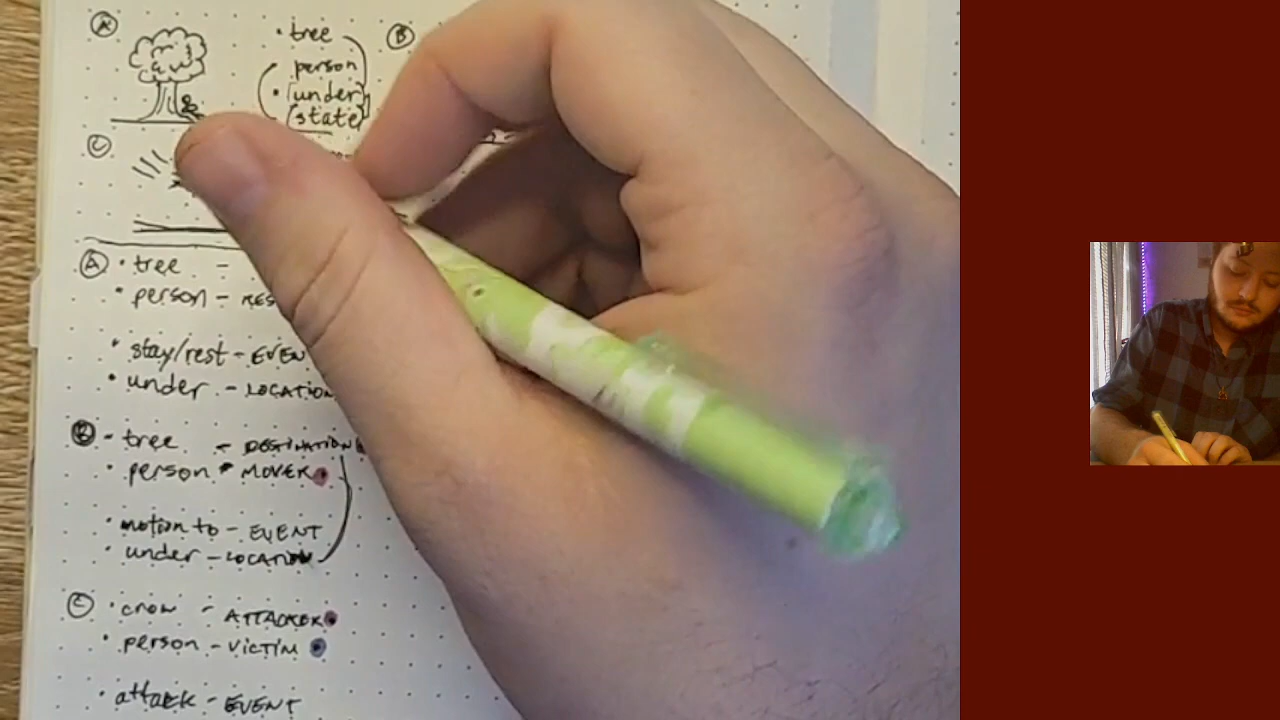 A
• tree
B
person
• [under]
[state]
C
A • tree -
• person - RES
• stay/rest - EVEN
• under - LOCATION
B - tree - DESTINATION
• person - MOVER
• motion to - EVENT
• under - LOCATION
C • crow - ATTACKER
• person - VICTIM
• attack - EVENT